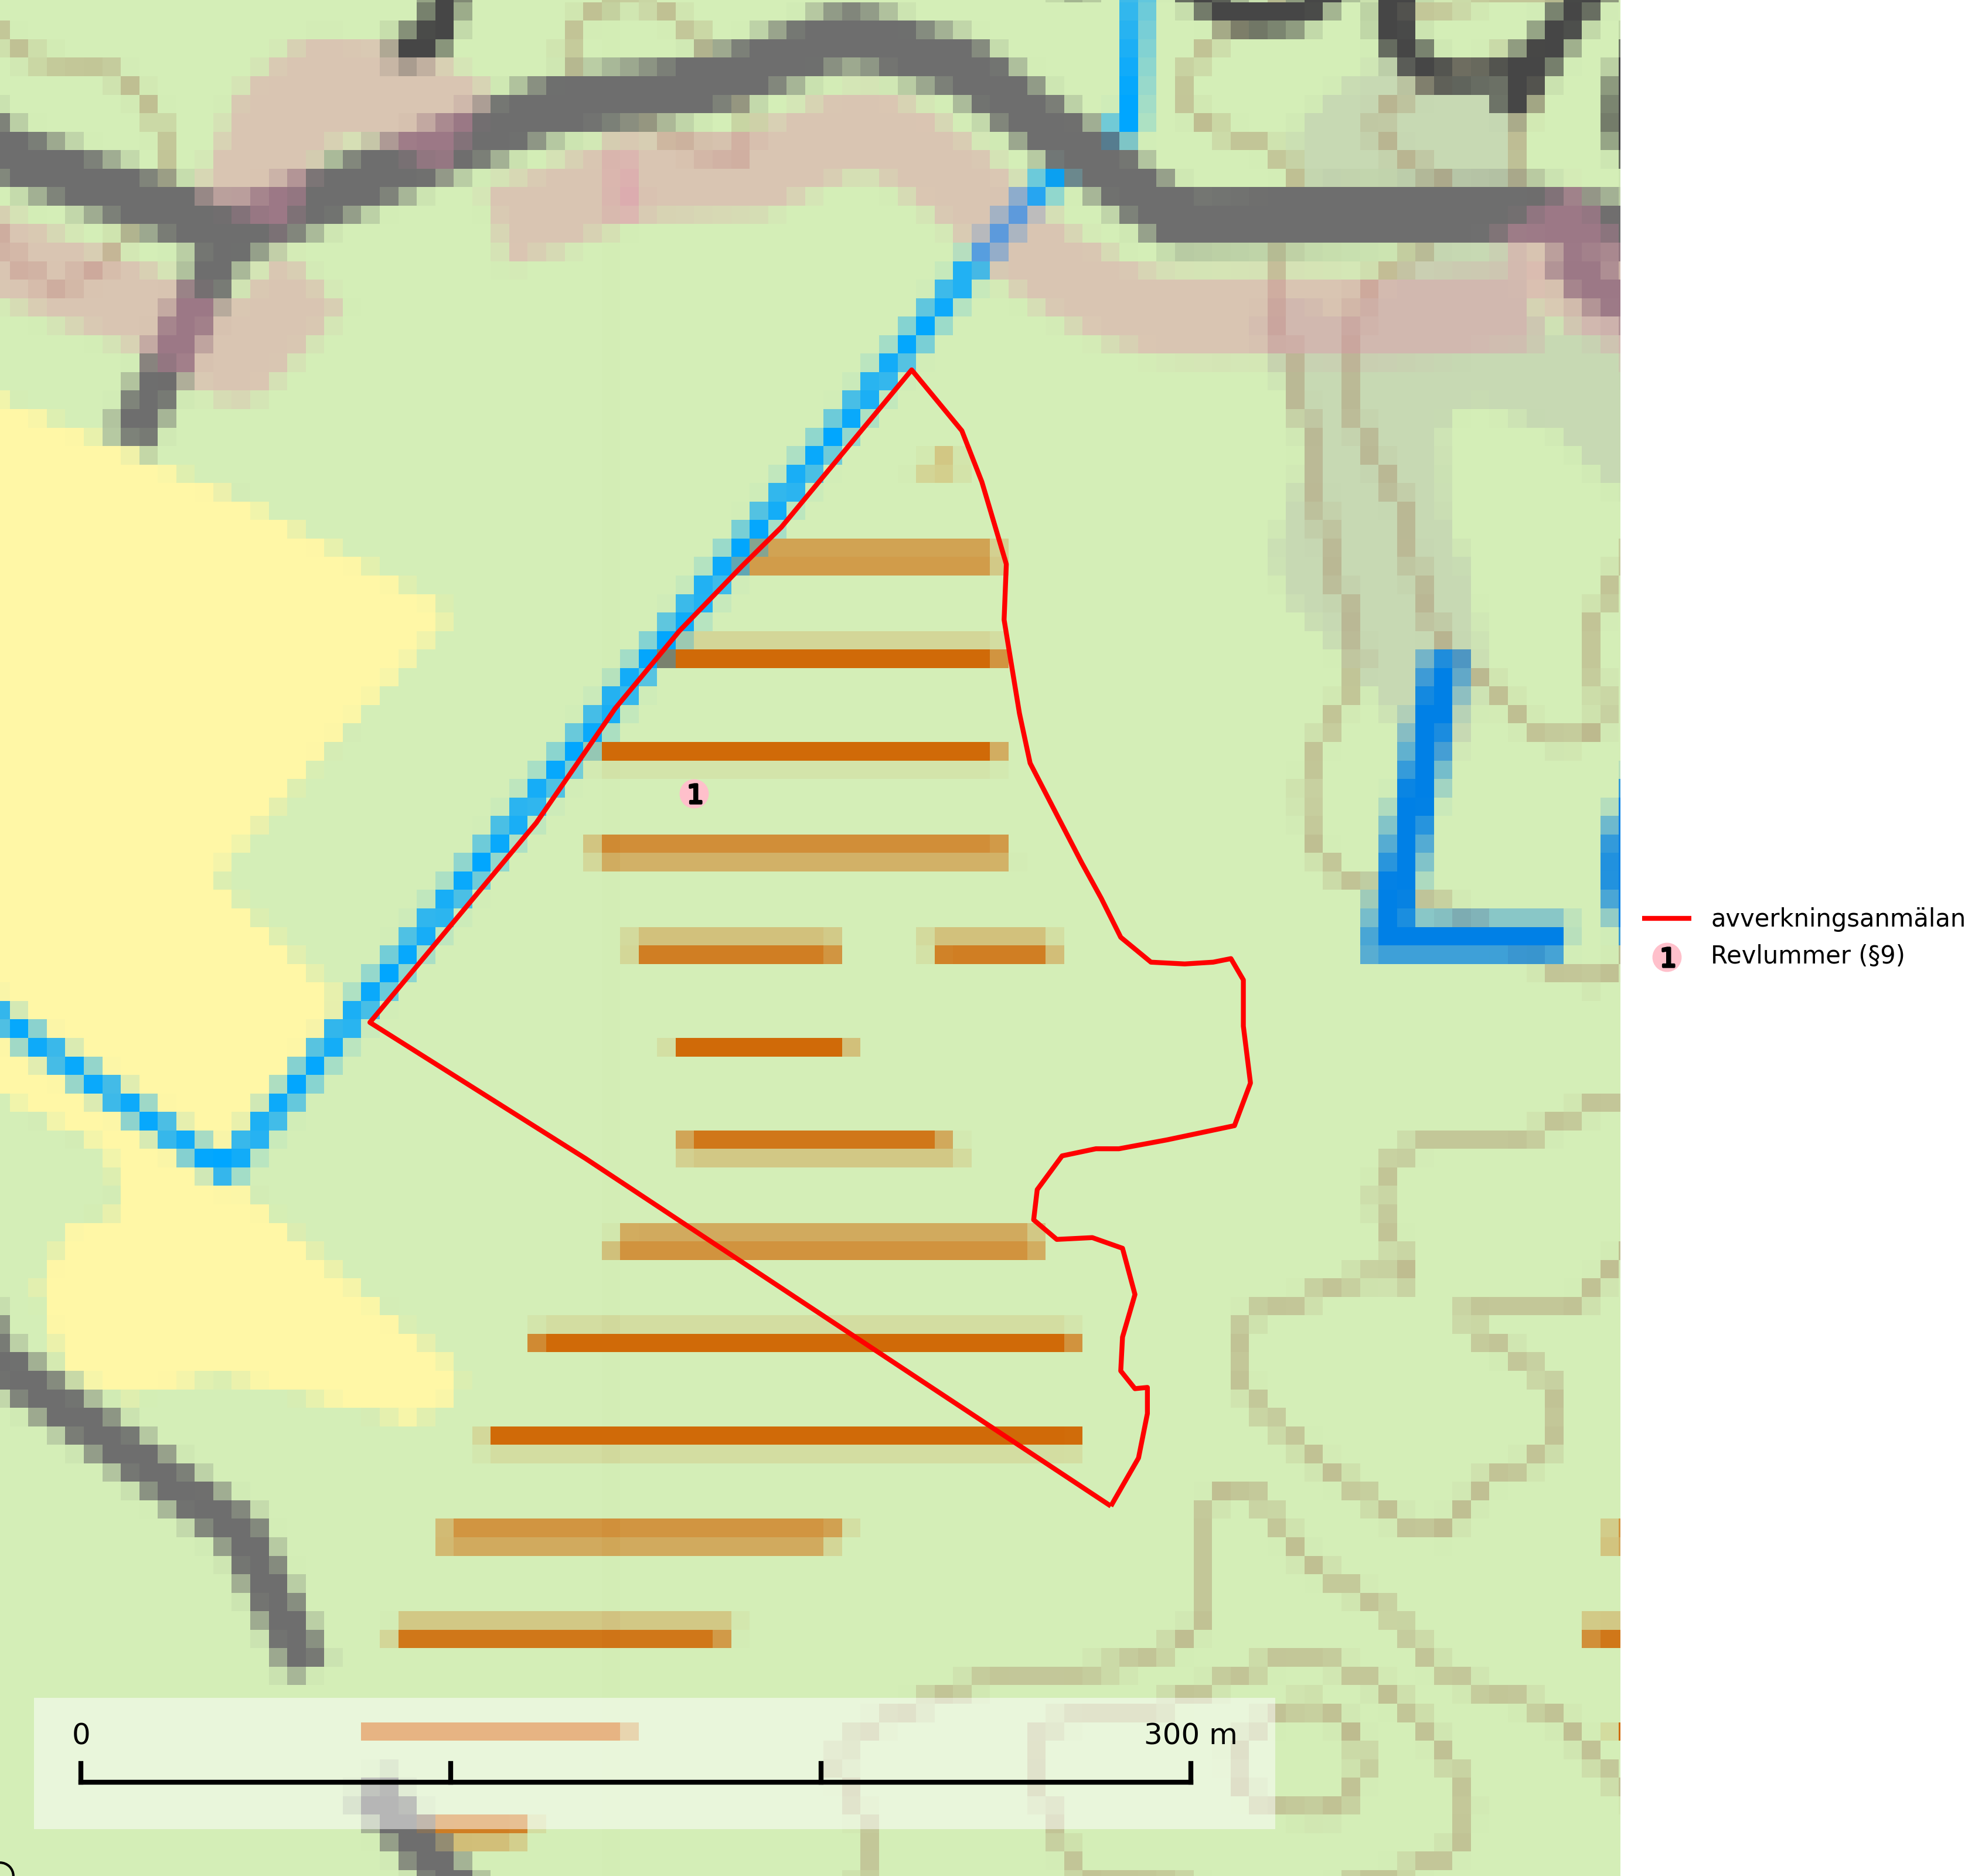 1
avverkningsanmälan
1 Revlummer (§9)
0 300 m